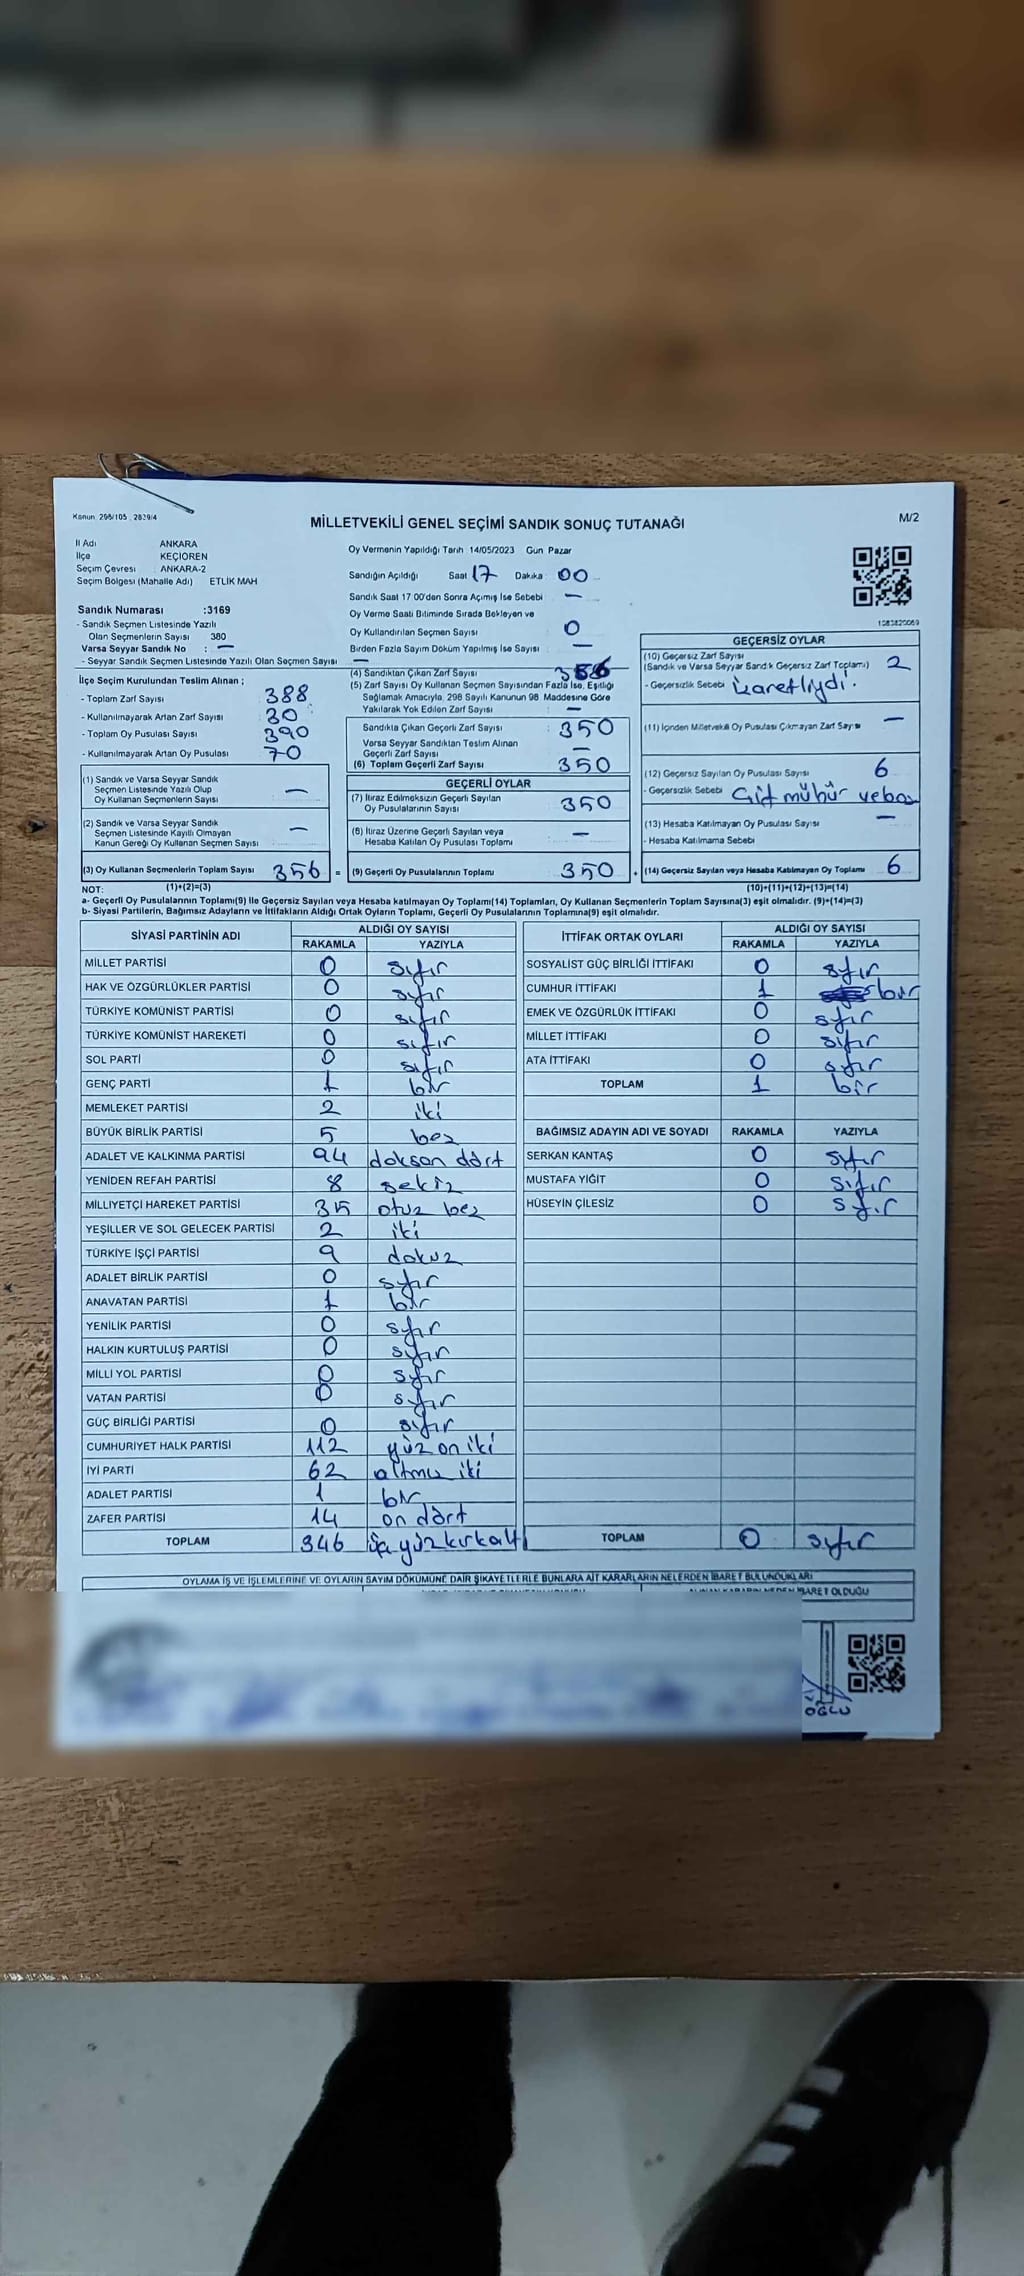 Kanun 298/105 2839/4
MİLLETVEKİLİ GENEL SEÇİMİ SANDIK SONUÇ TUTANAĞI
M/2
İl Adı ANKARA
İlçe KEÇİÖREN
Seçim Çevresi : ANKARA-2
Seçim Bölgesi (Mahalle Adı) ETLİK MAH
Oy Vermenin Yapıldığı Tarih 14/05/2023 Gün Pazar
Sandığın Açıldığı Saat 17 Dakika : 00
Sandık Saat 17 00'den Sonra Açımış İse Sebebi : —
Oy Verme Saati Bitiminde Sırada Bekleyen ve
Oy Kullandırılan Seçmen Sayısı 0
Birden Fazla Sayım Döküm Yapılmış İse Sayısı : —
Sandık Numarası :3169
- Sandık Seçmen Listesinde Yazılı
Olan Seçmenlerin Sayısı 380
Varsa Seyyar Sandık No : —
- Seyyar Sandık Seçmen Listesinde Yazılı Olan Seçmen Sayısı —
İlçe Seçim Kurulundan Teslim Alınan ;
- Toplam Zarf Sayısı 388
- Kullanılmayarak Artan Zarf Sayısı 30
- Toplam Oy Pusulası Sayısı 390
- Kullanılmayarak Artan Oy Pusulası 70
(1) Sandık ve Varsa Seyyar Sandık
Seçmen Listesinde Yazılı Olup
Oy Kullanan Seçmenlerin Sayısı —
(2) Sandık ve Varsa Seyyar Sandık
Seçmen Listesinde Kayıtlı Olmayan
Kanun Gereği Oy Kullanan Seçmen Sayısı —
(3) Oy Kullanan Seçmenlerin Toplam Sayısı 356 =
(4) Sandıktan Çıkan Zarf Sayısı 356
(5) Zarf Sayısı Oy Kullanan Seçmen Sayısından Fazla İse, Eşitliği
Sağlamak Amacıyla, 298 Sayılı Kanunun 98. Maddesine Göre
Yakılarak Yok Edilen Zarf Sayısı —
Sandıkta Çıkan Geçerli Zarf Sayısı : 350
Varsa Seyyar Sandıktan Teslim Alınan
Geçerli Zarf Sayısı —
(6) Toplam Geçerli Zarf Sayısı : 350
GEÇERLİ OYLAR
(7) İtiraz Edilmeksizin Geçerli Sayılan
Oy Pusulalarının Sayısı : 350
(8) İtiraz Üzerine Geçerli Sayılan veya
Hesaba Katılan Oy Pusulası Toplamı : —
(9) Geçerli Oy Pusulalarının Toplamı : 350 +
1083820069
GEÇERSİZ OYLAR
(10) Geçersiz Zarf Sayısı
(Sandık ve Varsa Seyyar Sandık Geçersiz Zarf Toplamı) 2
- Geçersizlik Sebebi işaretliydi.
(11) İçinden Milletvekili Oy Pusulası Çıkmayan Zarf Sayısı —
(12) Geçersiz Sayılan Oy Pusulası Sayısı 6
- Geçersizlik Sebebi Çift mühür ve boş
(13) Hesaba Katılmayan Oy Pusulası Sayısı —
- Hesaba Katılmama Sebebi
(14) Geçersiz Sayılan veya Hesaba Katılmayan Oy Toplamı 6
NOT: (1)+(2)=(3) (10)+(11)+(12)+(13)=(14)
a- Geçerli Oy Pusulalarının Toplamı(9) ile Geçersiz Sayılan veya Hesaba katılmayan Oy Toplamı(14) Toplamları, Oy Kullanan Seçmenlerin Toplam Sayısına(3) eşit olmalıdır. (9)+(14)=(3)
b- Siyasi Partilerin, Bağımsız Adayların ve İttifakların Aldığı Ortak Oyların Toplamı, Geçerli Oy Pusulalarının Toplamına(9) eşit olmalıdır.
SİYASİ PARTİNİN ADI ALDIĞI OY SAYISI
RAKAMLA YAZIYLA
MİLLET PARTİSİ 0 sıfır
HAK VE ÖZGÜRLÜKLER PARTİSİ 0 sıfır
TÜRKİYE KOMÜNİST PARTİSİ 0 sıfır
TÜRKİYE KOMÜNİST HAREKETİ 0 sıfır
SOL PARTİ 0 sıfır
GENÇ PARTİ 1 bir
MEMLEKET PARTİSİ 2 iki
BÜYÜK BİRLİK PARTİSİ 5 beş
ADALET VE KALKINMA PARTİSİ 94 doksan dört
YENİDEN REFAH PARTİSİ 8 sekiz
MİLLİYETÇİ HAREKET PARTİSİ 35 otuz beş
YEŞİLLER VE SOL GELECEK PARTİSİ 2 iki
TÜRKİYE İŞÇİ PARTİSİ 9 dokuz
ADALET BİRLİK PARTİSİ 0 sıfır
ANAVATAN PARTİSİ 1 bir
YENİLİK PARTİSİ 0 sıfır
HALKIN KURTULUŞ PARTİSİ 0 sıfır
MİLLİ YOL PARTİSİ 0 sıfır
VATAN PARTİSİ 0 sıfır
GÜÇ BİRLİĞİ PARTİSİ 0 sıfır
CUMHURİYET HALK PARTİSİ 112 yüz on iki
İYİ PARTİ 62 altmış iki
ADALET PARTİSİ 1 bir
ZAFER PARTİSİ 14 on dört
TOPLAM 346 üç yüz kırk altı
İTTİFAK ORTAK OYLARI ALDIĞI OY SAYISI
RAKAMLA YAZIYLA
SOSYALİST GÜÇ BİRLİĞİ İTTİFAKI 0 sıfır
CUMHUR İTTİFAKI 1 bir
EMEK VE ÖZGÜRLÜK İTTİFAKI 0 sıfır
MİLLET İTTİFAKI 0 sıfır
ATA İTTİFAKI 0 sıfır
TOPLAM 1 bir
BAĞIMSIZ ADAYIN ADI VE SOYADI RAKAMLA YAZIYLA
SERKAN KANTAŞ 0 sıfır
MUSTAFA YİĞİT 0 sıfır
HÜSEYİN ÇİLESİZ 0 sıfır
TOPLAM 0 sıfır
OYLAMA İŞ VE İŞLEMLERİNE VE OYLARIN SAYIM DÖKÜMÜNE DAİR ŞİKAYETLERLE BUNLARA AİT KARARLARIN NELERDEN İBARET BULUNDUKLARI
OĞLU